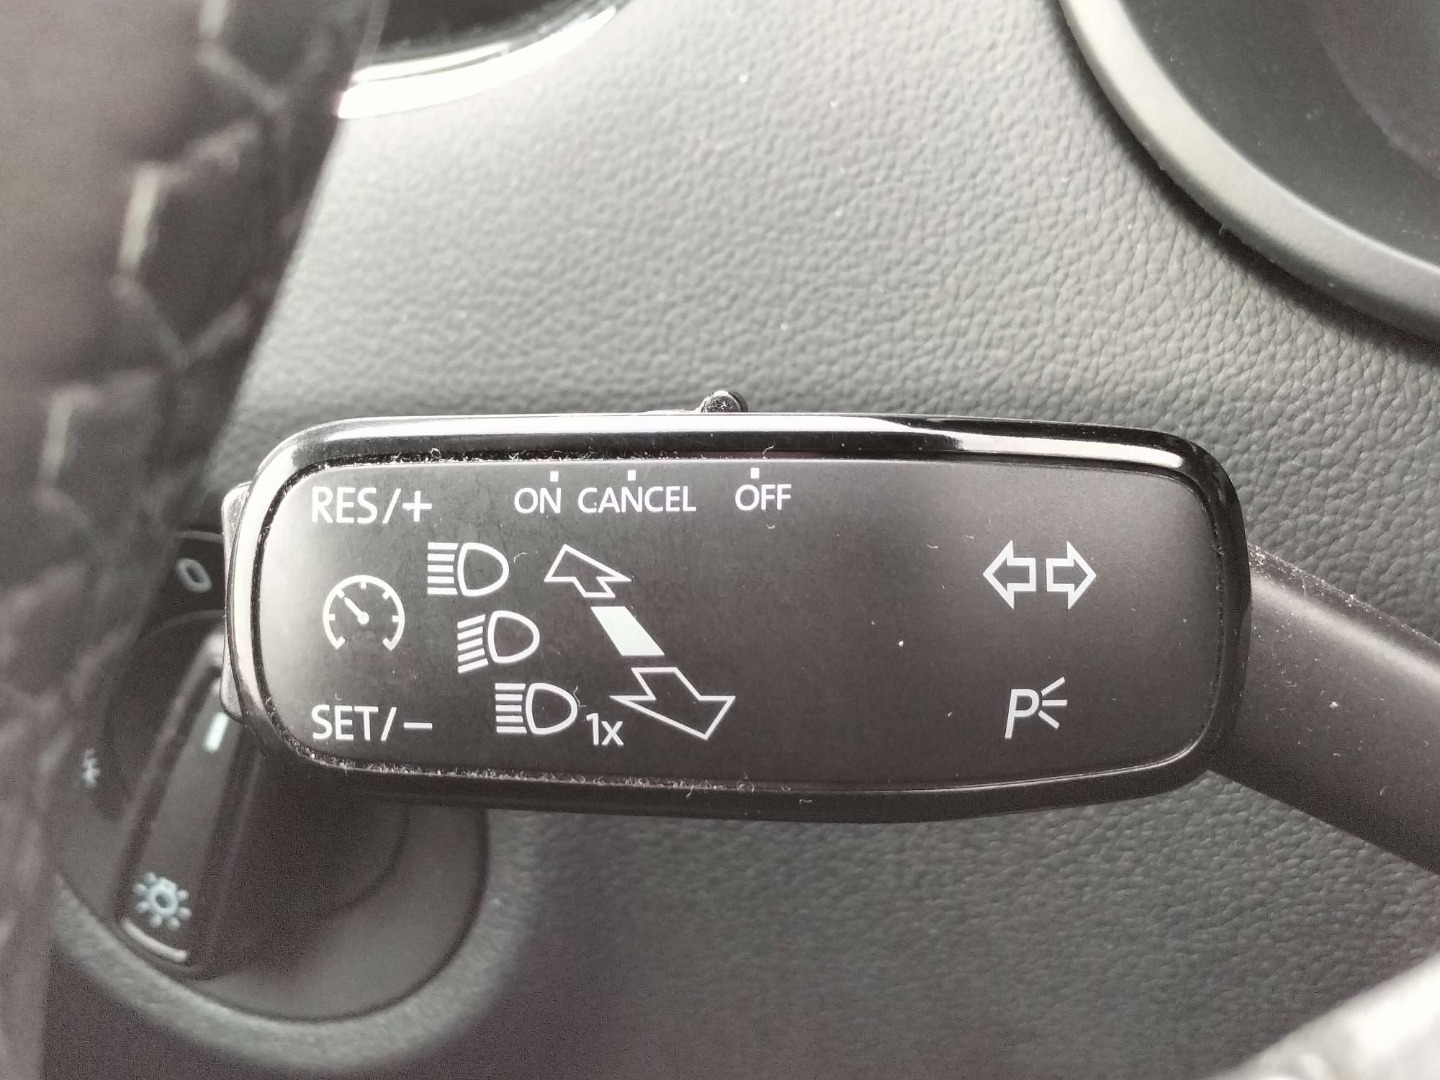 RES/+ ON CANCEL OFF
SET/− 1x
P
O